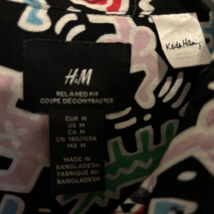 Keith Haring
H&M
RELAXED FIT
COUPE DÉCONTRACTÉE
EUR M
US M
CA M
CN 180/100A
MX M
MADE IN
BANGLADESH
FABRIQUÉ AU
BANGLADESH